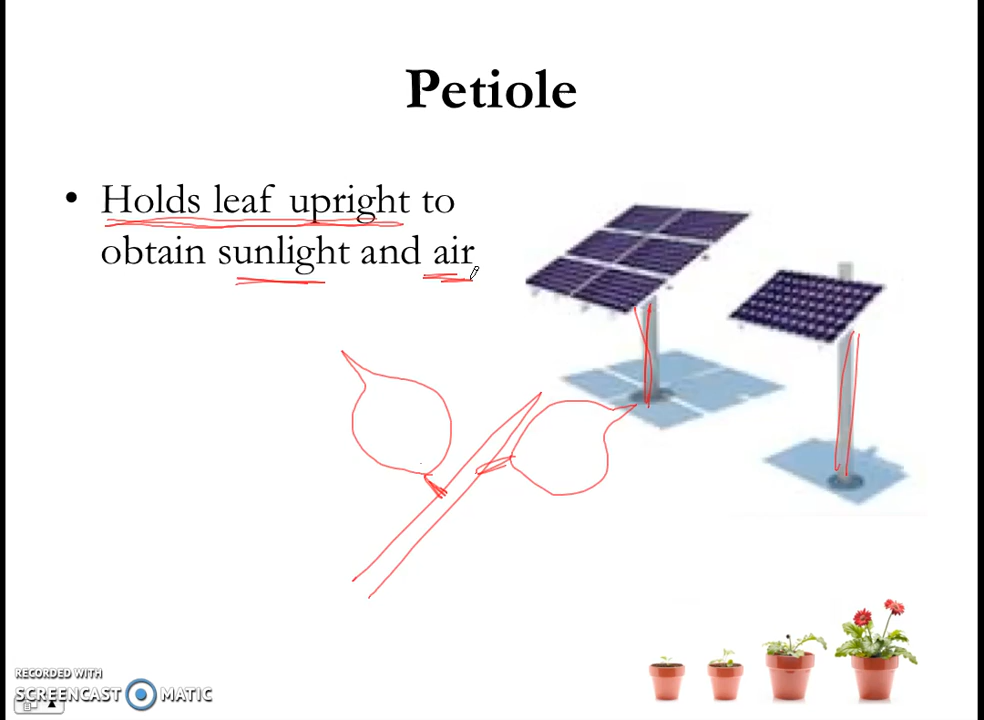 Petiole
• Holds leaf upright to
obtain sunlight and air
RECORDED WITH
SCREENCAST MATIC